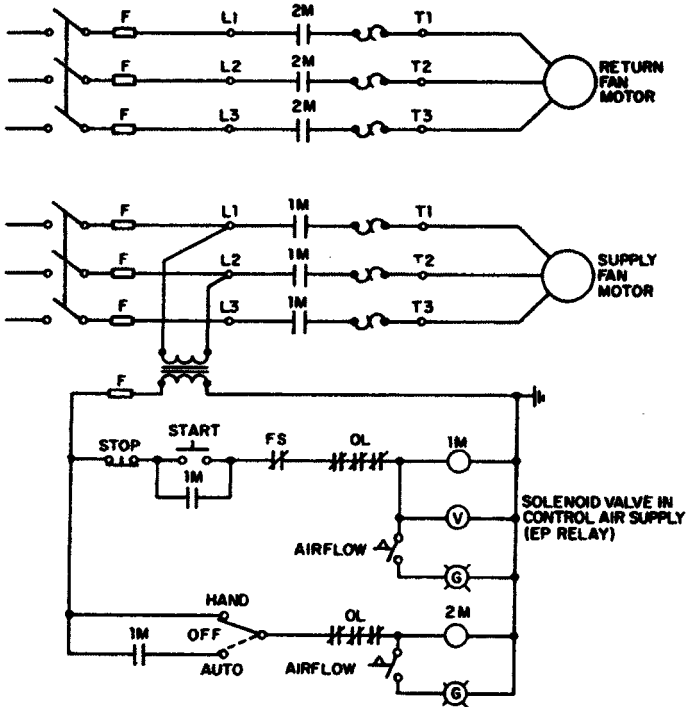 2M
F L1 T1
2M
F L2 T2
RETURN
FAN
MOTOR
2M
F L3 T3
1M
F L1 T1
1M
F L2 T2
SUPPLY
FAN
MOTOR
1M
F L3 T3
F
START
STOP FS OL 1M
1M
V
SOLENOID VALVE IN
CONTROL AIR SUPPLY
(EP RELAY)
AIRFLOW
G
HAND
OL 2M
1M OFF
AUTO
AIRFLOW
G